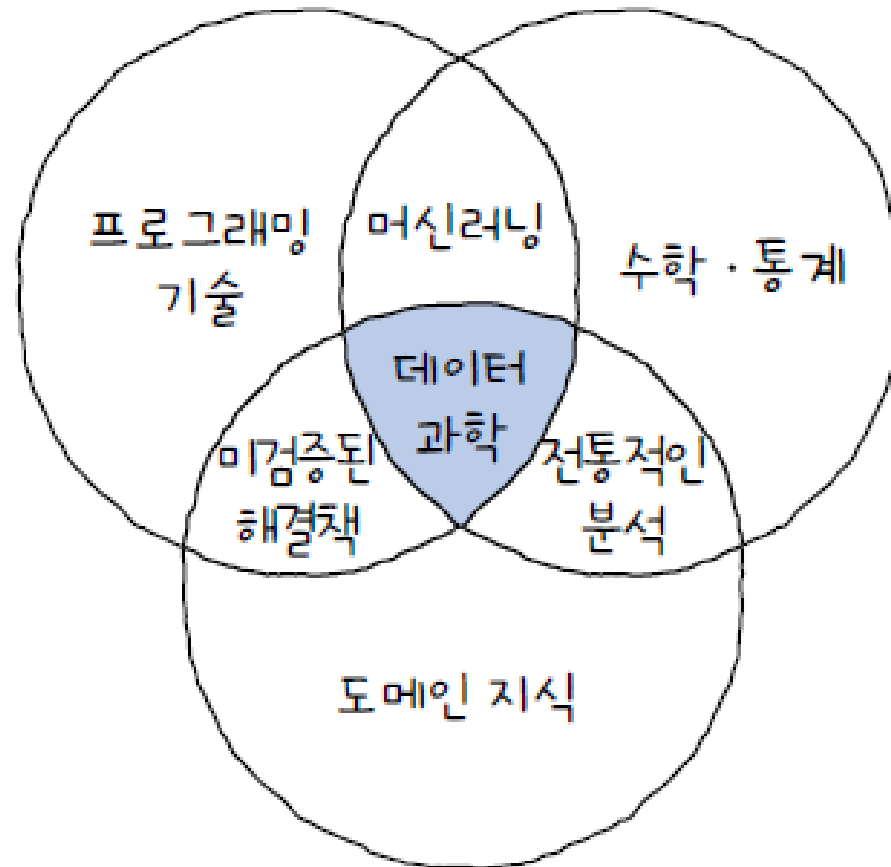 프로그래밍
기술
머신러닝
수학 · 통계
데이터
과학
미검증된
해결책
전통적인
분석
도메인 지식